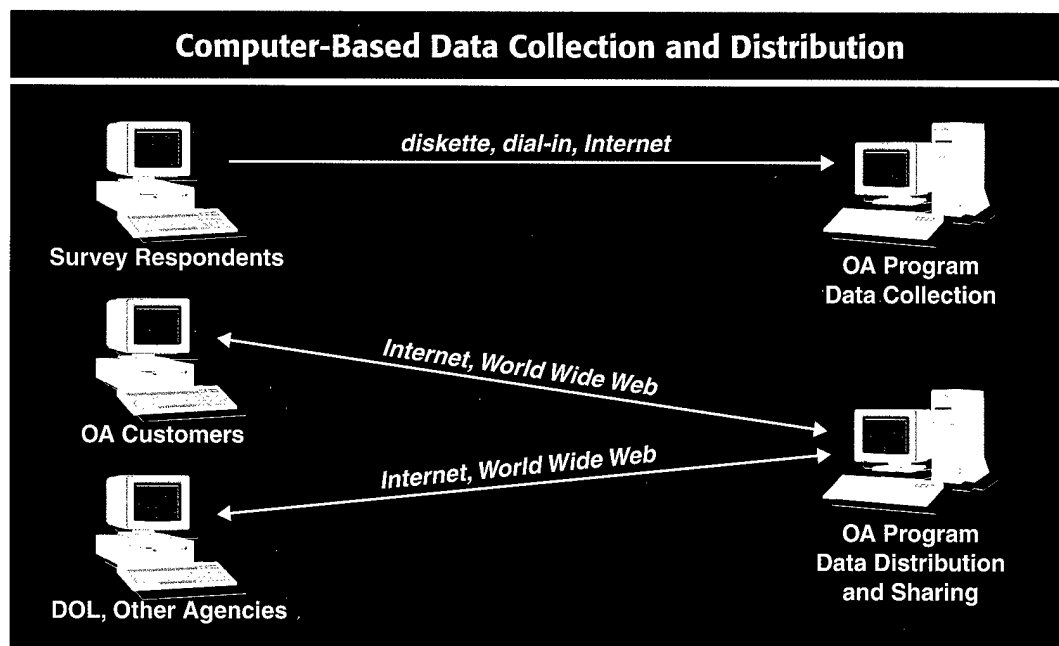 Computer-Based Data Collection and Distribution
diskette, dial-in, Internet
Survey Respondents
OA Program
Data Collection
Internet, World Wide Web
OA Customers
Internet, World Wide Web
OA Program
Data Distribution
and Sharing
DOL, Other Agencies